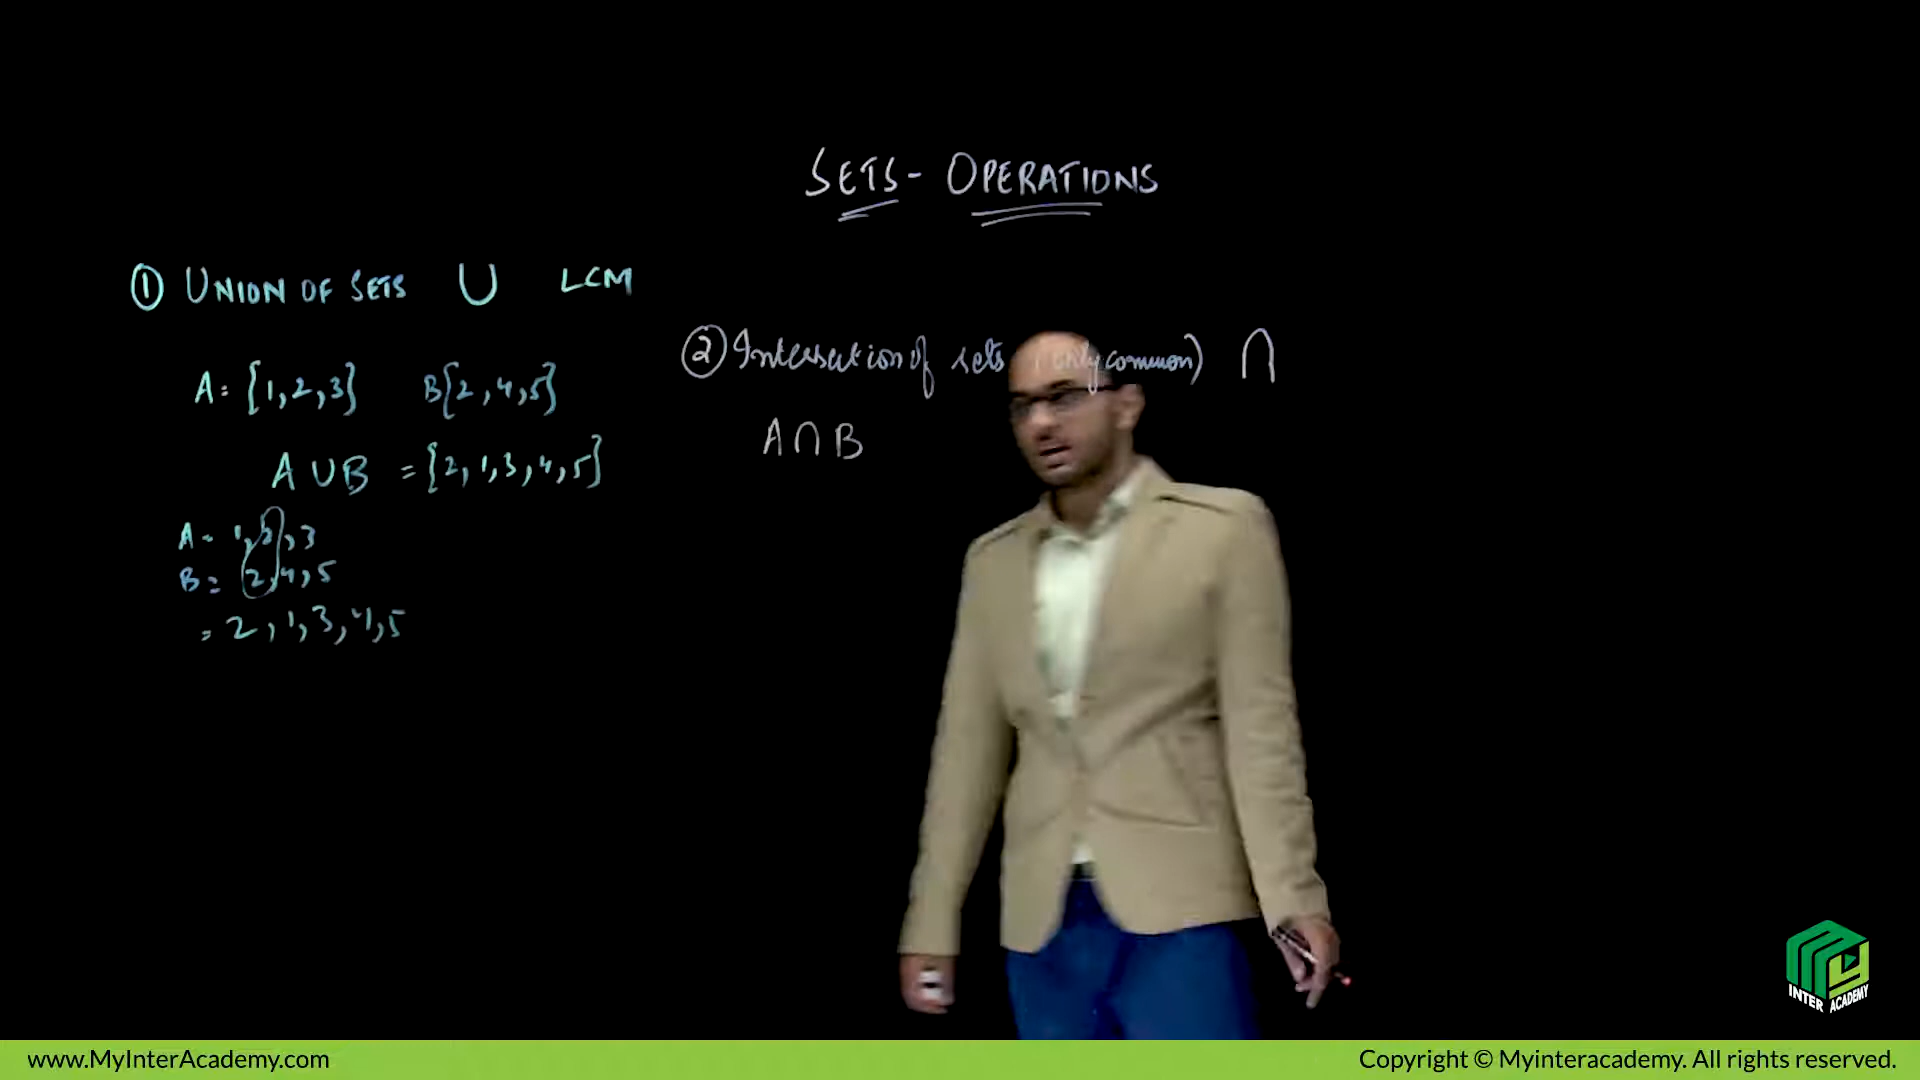 SETS - OPERATIONS
① UNION OF SETS ∪ LCM
A = {1, 2, 3} B{2, 4, 5}
A ∪ B = {2, 1, 3, 4, 5}
A = 1, 2, 3
B = 2, 4, 5
= 2, 1, 3, 4, 5
② Intersection of sets (only common) ∩
A ∩ B
INTER ACADEMY
www.MyInterAcademy.com
Copyright © Myinteracademy. All rights reserved.